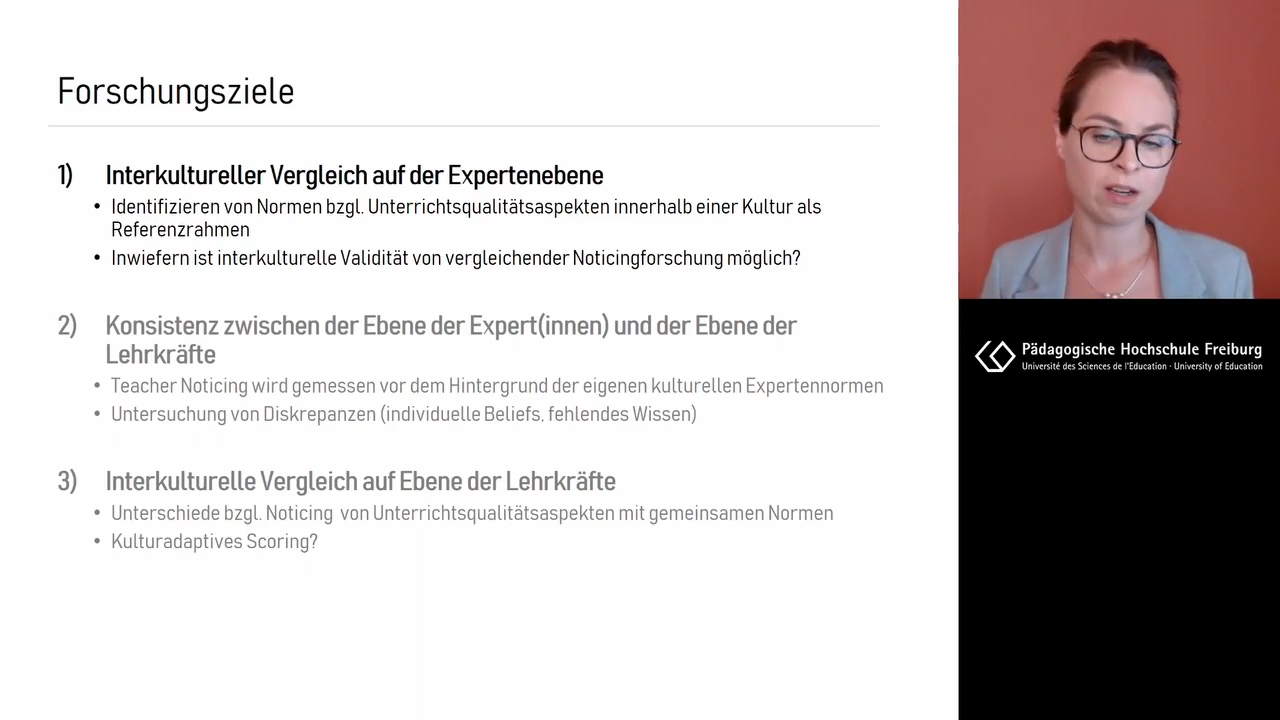 Forschungsziele
1) Interkultureller Vergleich auf der Expertenebene
• Identifizieren von Normen bzgl. Unterrichtsqualitätsaspekten innerhalb einer Kultur als
Referenzrahmen
• Inwiefern ist interkulturelle Validität von vergleichender Noticingforschung möglich?
2) Konsistenz zwischen der Ebene der Expert(innen) und der Ebene der
Lehrkräfte
• Teacher Noticing wird gemessen vor dem Hintergrund der eigenen kulturellen Expertennormen
• Untersuchung von Diskrepanzen (individuelle Beliefs, fehlendes Wissen)
3) Interkulturelle Vergleich auf Ebene der Lehrkräfte
• Unterschiede bzgl. Noticing von Unterrichtsqualitätsaspekten mit gemeinsamen Normen
• Kulturadaptives Scoring?
Pädagogische Hochschule Freiburg
Université des Sciences de l'Education · University of Education